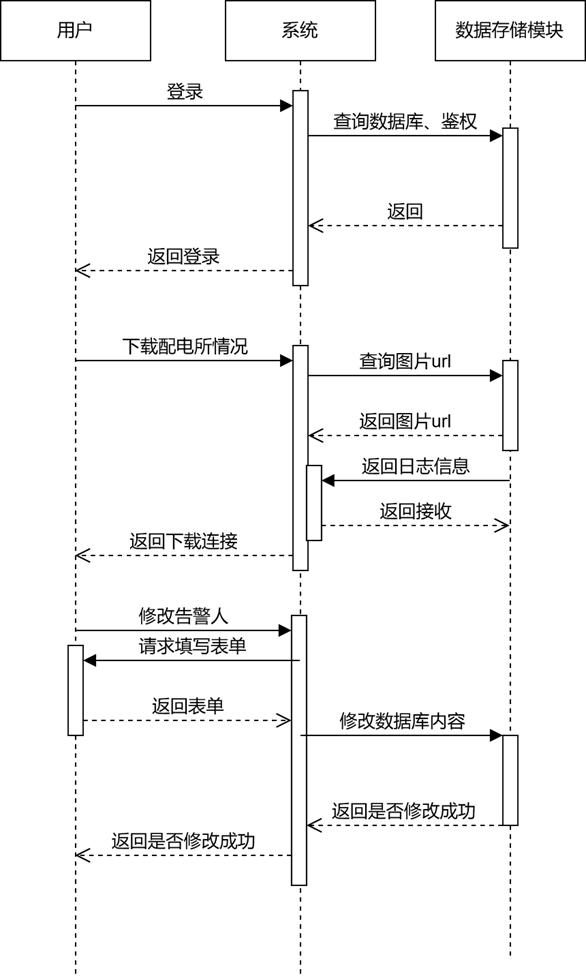 用户
系统
数据存储模块
登录
查询数据库、鉴权
返回
返回登录
下载配电所情况
查询图片url
返回图片url
返回日志信息
返回接收
返回下载连接
修改告警人
请求填写表单
返回表单
修改数据库内容
返回是否修改成功
返回是否修改成功